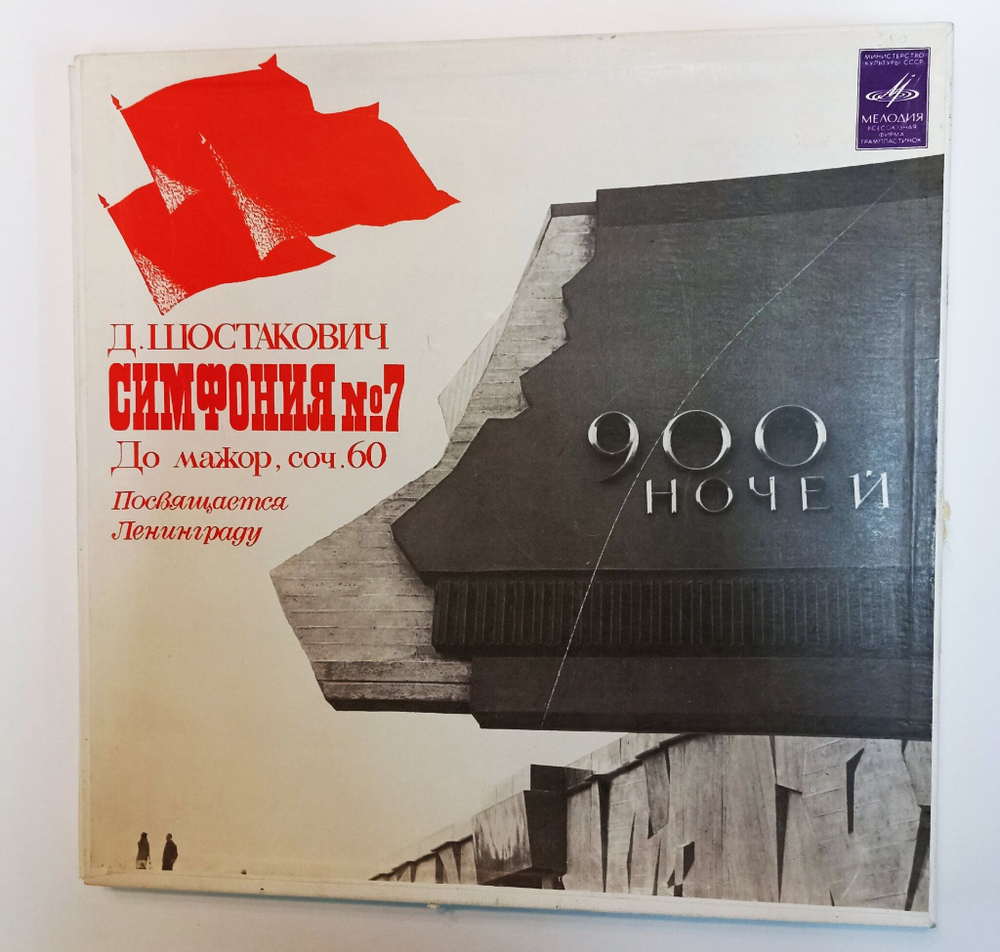 МИНИСТЕРСТВО
КУЛЬТУРЫ СССР
МЕЛОДИЯ
ВСЕСОЮЗНАЯ
ФИРМА
ГРАМПЛАСТИНОК
Д. ШОСТАКОВИЧ
СИМФОНИЯ №7
До мажор, соч. 60
Посвящается
Ленинграду
900
НОЧЕЙ